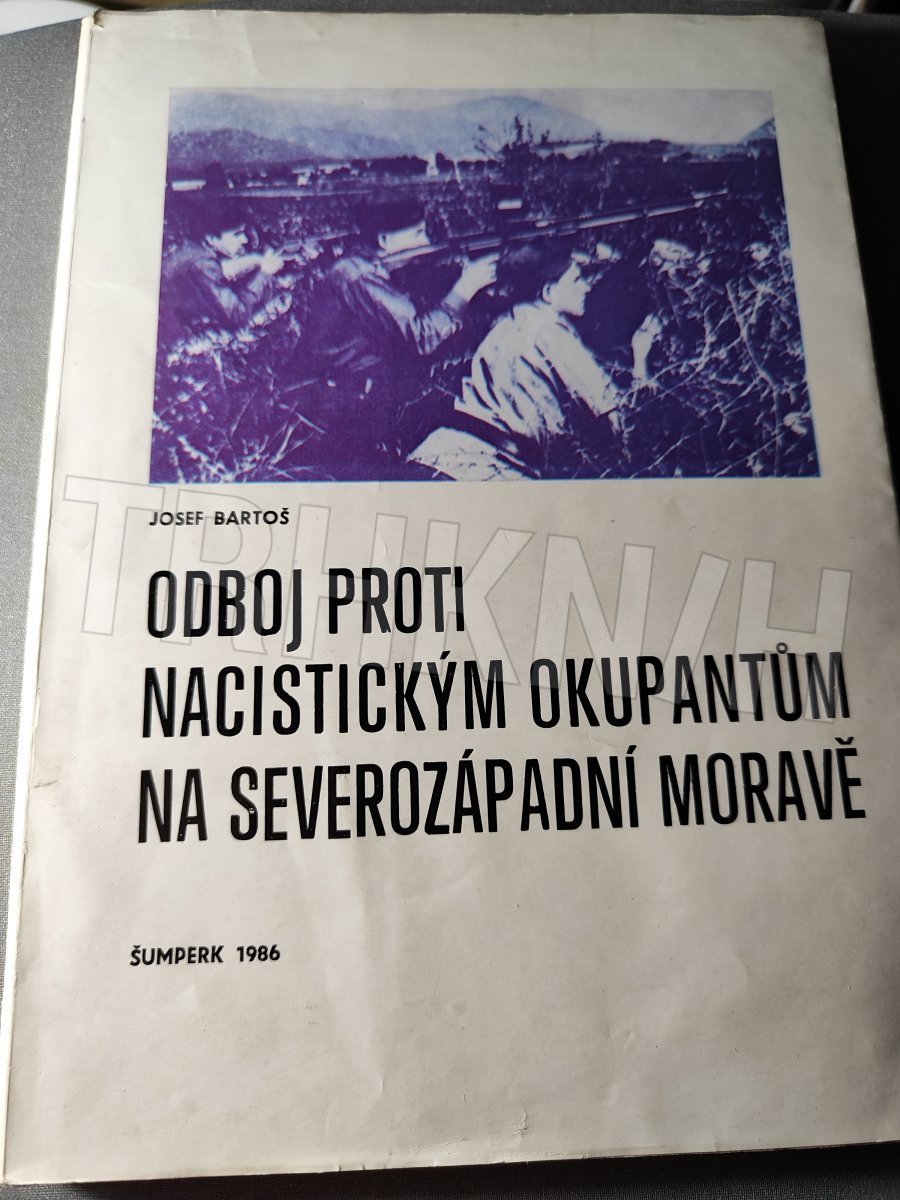 JOSEF BARTOŠ
ODBOJ PROTI
NACISTICKÝM OKUPANTŮM
NA SEVEROZÁPADNÍ MORAVĚ
ŠUMPERK 1986
TRHKNIH